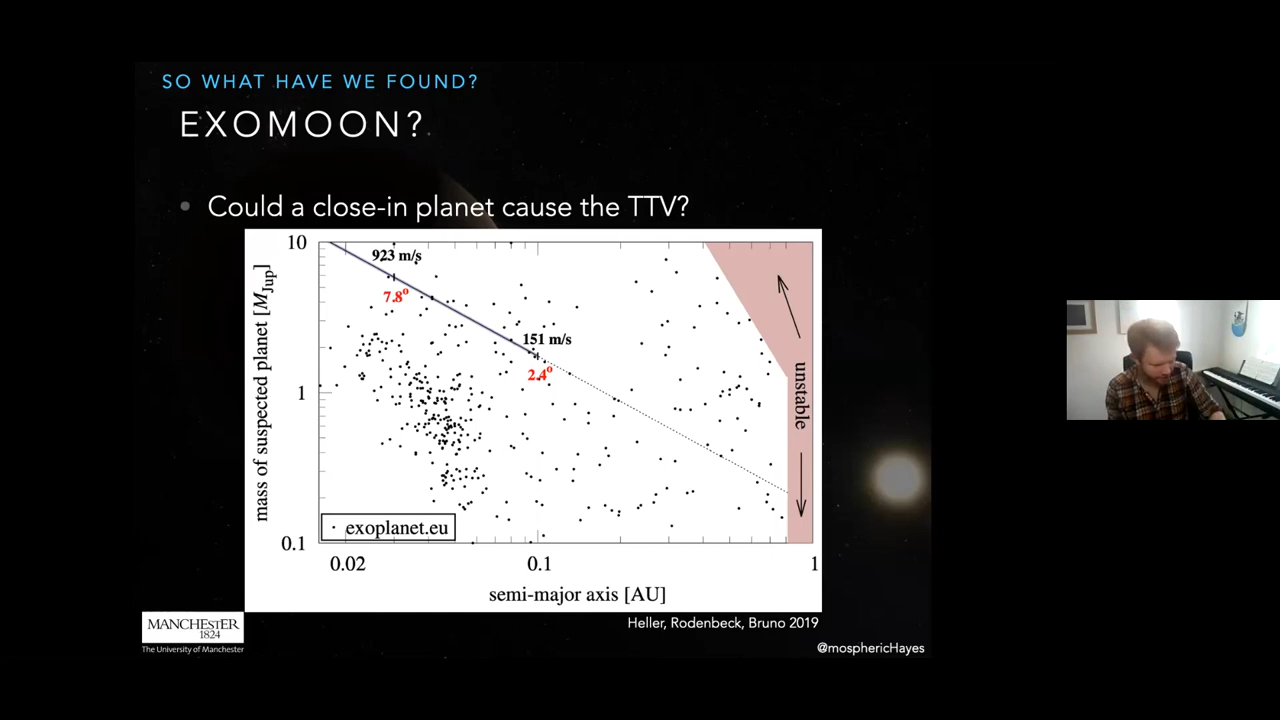 SO WHAT HAVE WE FOUND?
EXOMOON?
• Could a close-in planet cause the TTV?
10
923 m/s
7.8°
151 m/s
2.4°
1
0.1
mass of suspected planet [M_Jup]
unstable
exoplanet.eu
0.02
0.1
1
semi-major axis [AU]
Heller, Rodenbeck, Bruno 2019
MANCHESTER
1824
The University of Manchester
@mosphericHayes